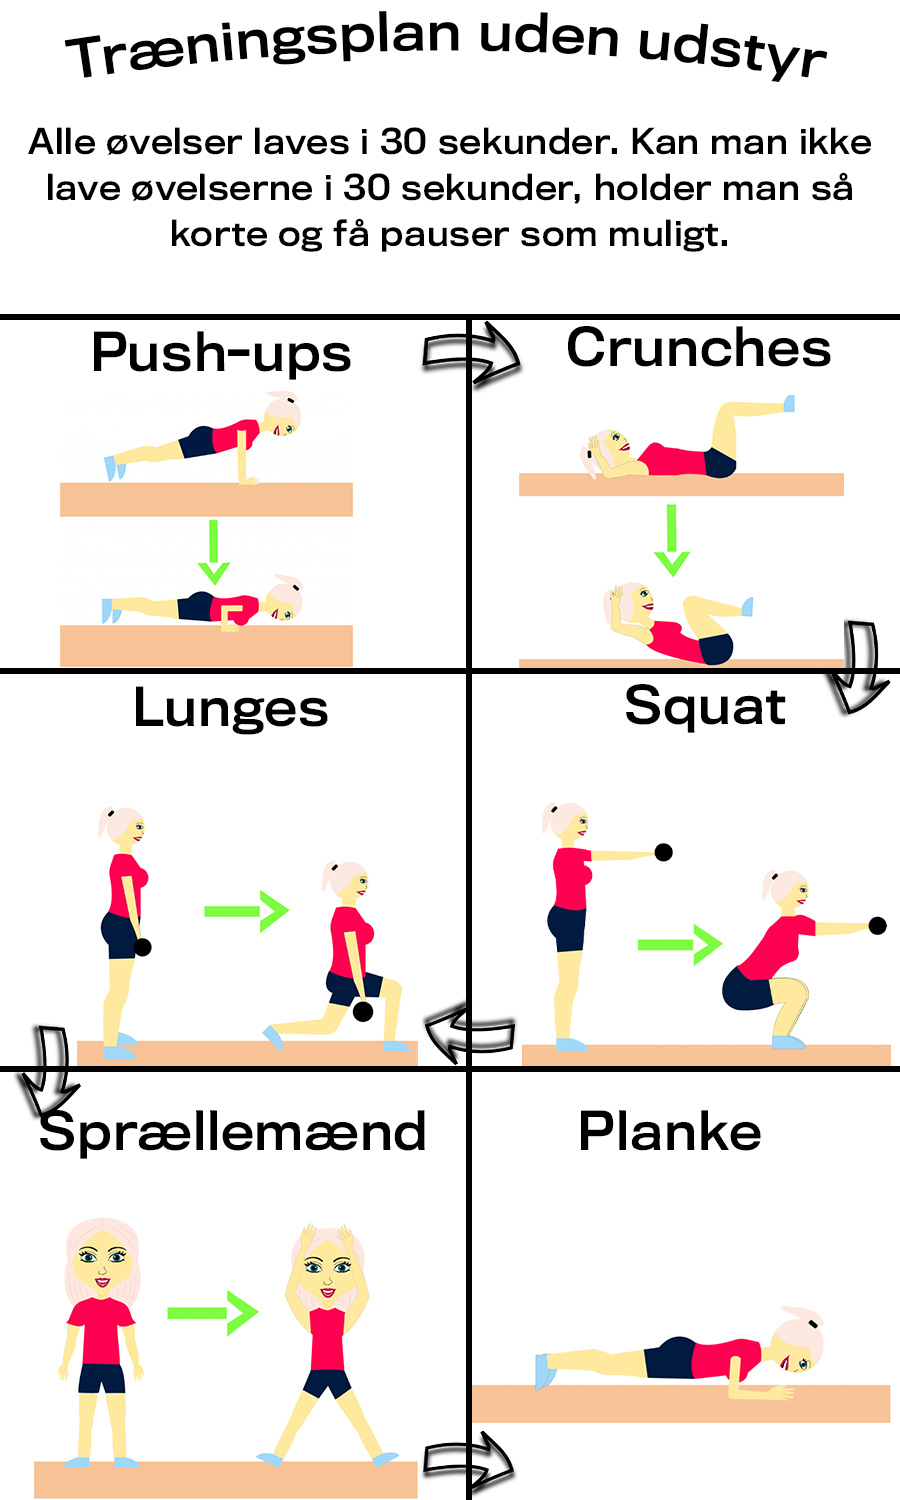 Træningsplan uden udstyr
Alle øvelser laves i 30 sekunder. Kan man ikke
lave øvelserne i 30 sekunder, holder man så
korte og få pauser som muligt.
Push-ups
Crunches
Lunges
Squat
Sprællemænd
Planke